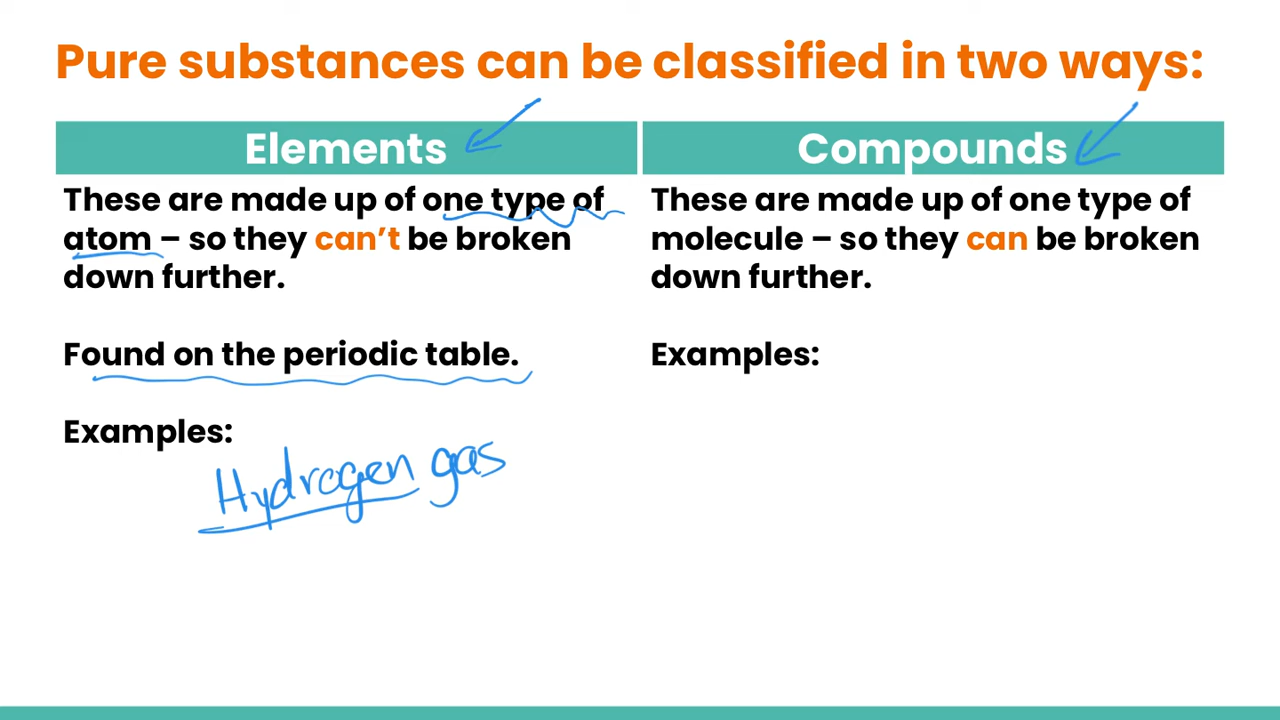 Pure substances can be classified in two ways:
Elements
These are made up of one type of
atom – so they can't be broken
down further.
Found on the periodic table.
Examples:
Hydrogen gas
Compounds
These are made up of one type of
molecule – so they can be broken
down further.
Examples: